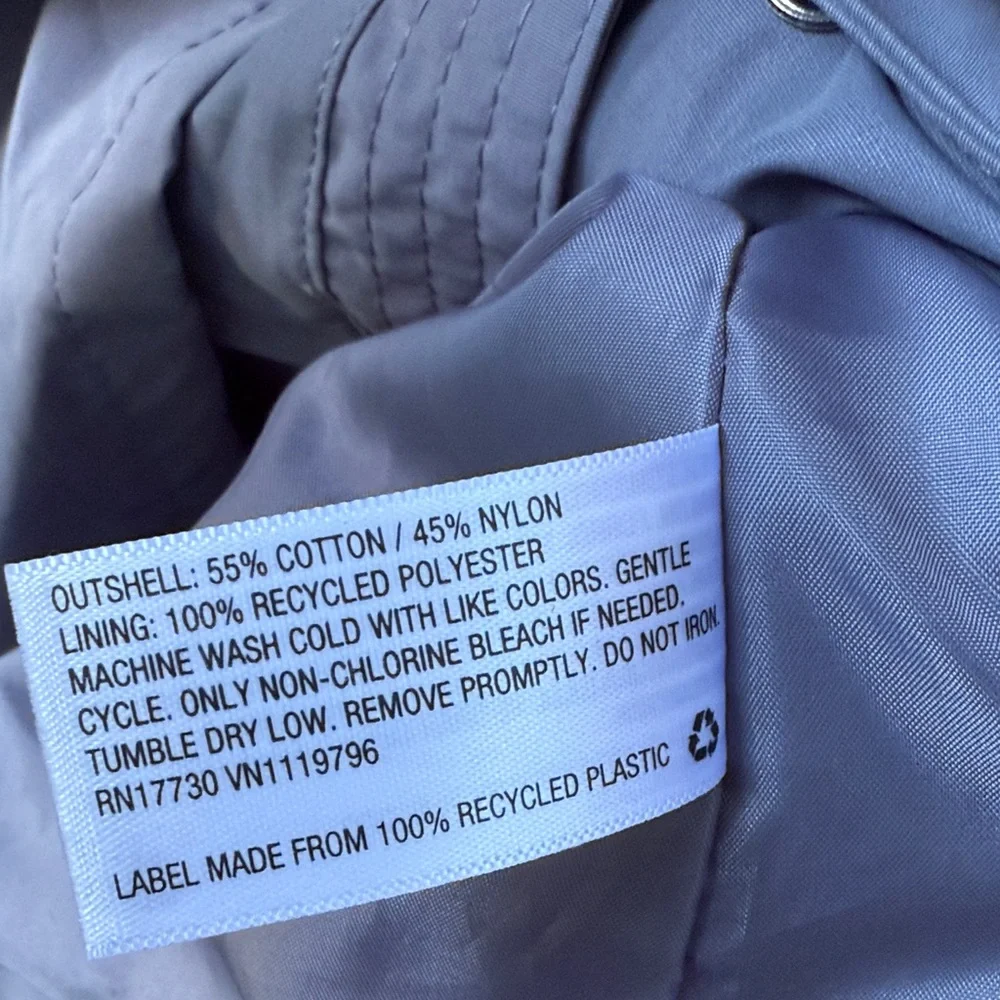 OUTSHELL: 55% COTTON / 45% NYLON
LINING: 100% RECYCLED POLYESTER
MACHINE WASH COLD WITH LIKE COLORS. GENTLE
CYCLE. ONLY NON-CHLORINE BLEACH IF NEEDED.
TUMBLE DRY LOW. REMOVE PROMPTLY. DO NOT IRON.
RN17730 VN1119796
LABEL MADE FROM 100% RECYCLED PLASTIC